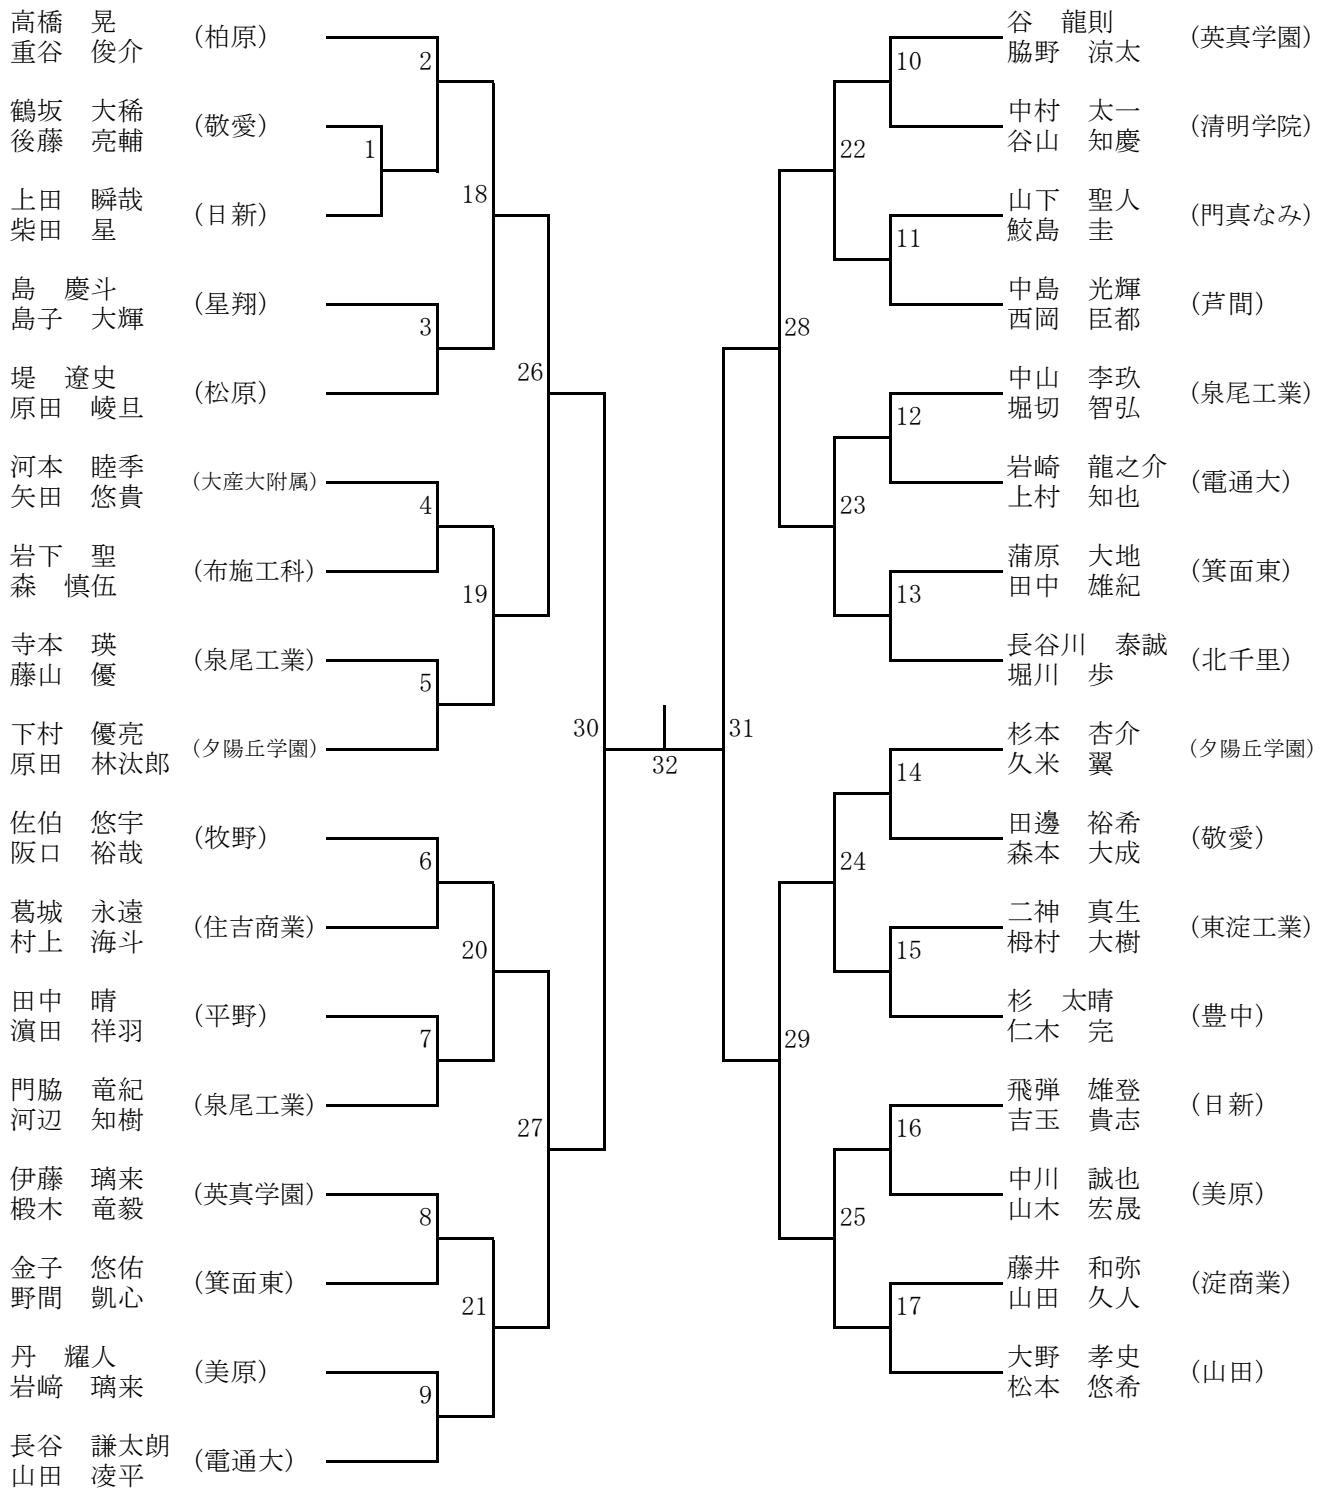 高橋　晃
重谷　俊介
(柏原)
2
鶴坂　大稀
後藤　亮輔
(敬愛)
1
上田　瞬哉
柴田　星
(日新)
18
島　慶斗
島子　大輝
(星翔)
3
堤　遼史
原田　崚旦
(松原)
26
河本　睦季
矢田　悠貴
(大産大附属)
4
岩下　聖
森　慎伍
(布施工科)
19
寺本　瑛
藤山　優
(泉尾工業)
5
下村　優亮
原田　林汰郎
(夕陽丘学園)
30
佐伯　悠宇
阪口　裕哉
(牧野)
6
葛城　永遠
村上　海斗
(住吉商業)
20
田中　晴
濵田　祥羽
(平野)
7
門脇　竜紀
河辺　知樹
(泉尾工業)
27
伊藤　璃来
椴木　竜毅
(英真学園)
8
金子　悠佑
野間　凱心
(箕面東)
21
丹　耀人
岩﨑　璃来
(美原)
9
長谷　謙太朗
山田　凌平
(電通大)
32
谷　龍則
脇野　涼太
(英真学園)
10
中村　太一
谷山　知慶
(清明学院)
22
山下　聖人
鮫島　圭
(門真なみ)
11
中島　光輝
西岡　臣都
(芦間)
28
中山　李玖
堀切　智弘
(泉尾工業)
12
岩崎　龍之介
上村　知也
(電通大)
23
蒲原　大地
田中　雄紀
(箕面東)
13
長谷川　泰誠
堀川　歩
(北千里)
31
杉本　杏介
久米　翼
(夕陽丘学園)
14
田邊　裕希
森本　大成
(敬愛)
24
二神　真生
栂村　大樹
(東淀工業)
15
杉　太晴
仁木　完
(豊中)
29
飛弾　雄登
吉玉　貴志
(日新)
16
中川　誠也
山木　宏晟
(美原)
25
藤井　和弥
山田　久人
(淀商業)
17
大野　孝史
松本　悠希
(山田)